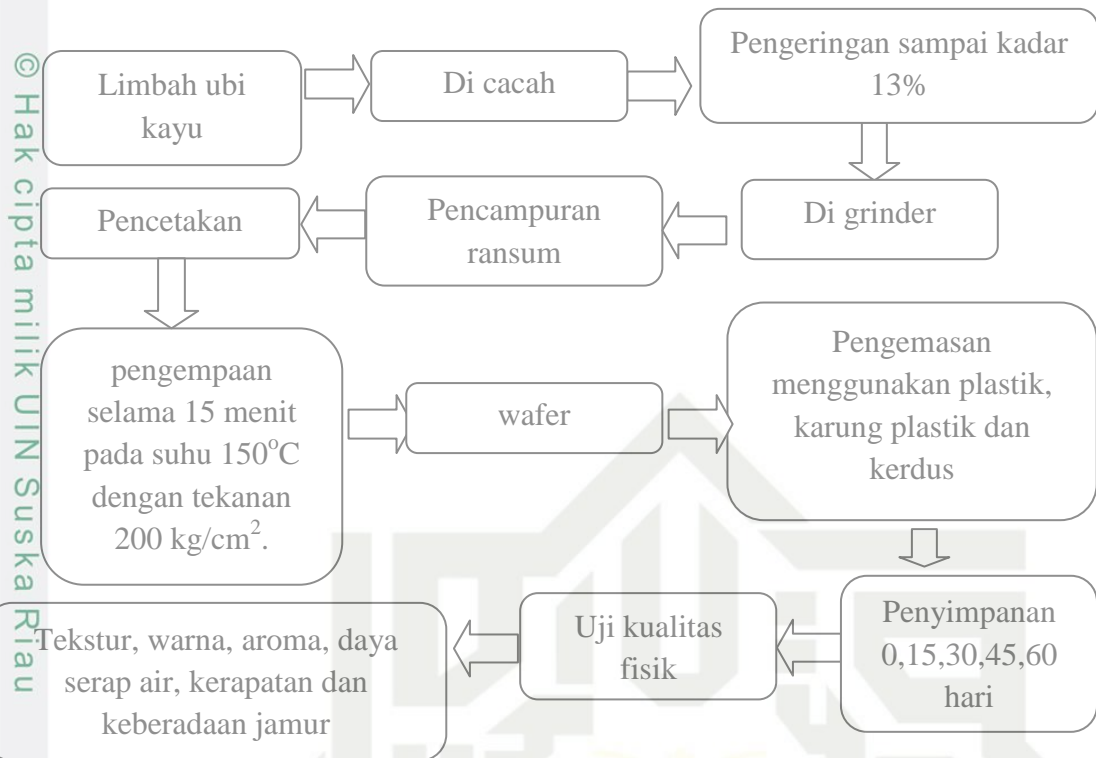 © Hak cipta milik UIN Suska Riau
Limbah ubi
kayu
Di cacah
Pengeringan sampai kadar
13%
Di grinder
Pencampuran
ransum
Pencetakan
pengempaan
selama 15 menit
pada suhu 150°C
dengan tekanan
200 kg/cm².
wafer
Pengemasan
menggunakan plastik,
karung plastik dan
kerdus
Penyimpanan
0,15,30,45,60
hari
Uji kualitas
fisik
Tekstur, warna, aroma, daya
serap air, kerapatan dan
keberadaan jamur